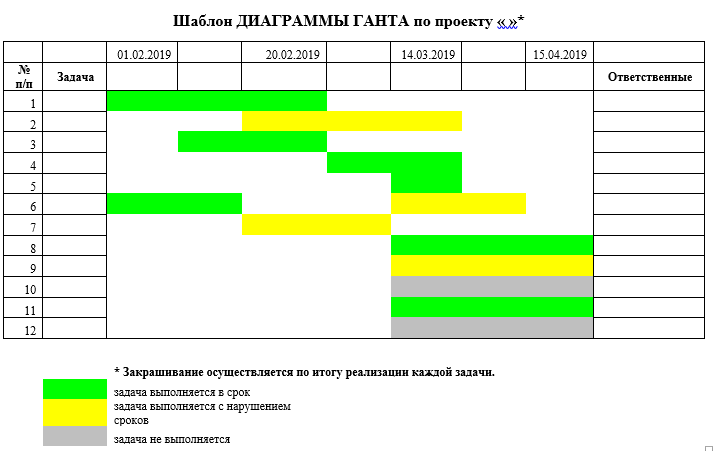 Шаблон ДИАГРАММЫ ГАНТА по проекту « »*
01.02.2019 20.02.2019 14.03.2019 15.04.2019
№ п/п Задача Ответственные
1
2
3
4
5
6
7
8
9
10
11
12
* Закрашивание осуществляется по итогу реализации каждой задачи.
задача выполняется в срок
задача выполняется с нарушением
сроков
задача не выполняется